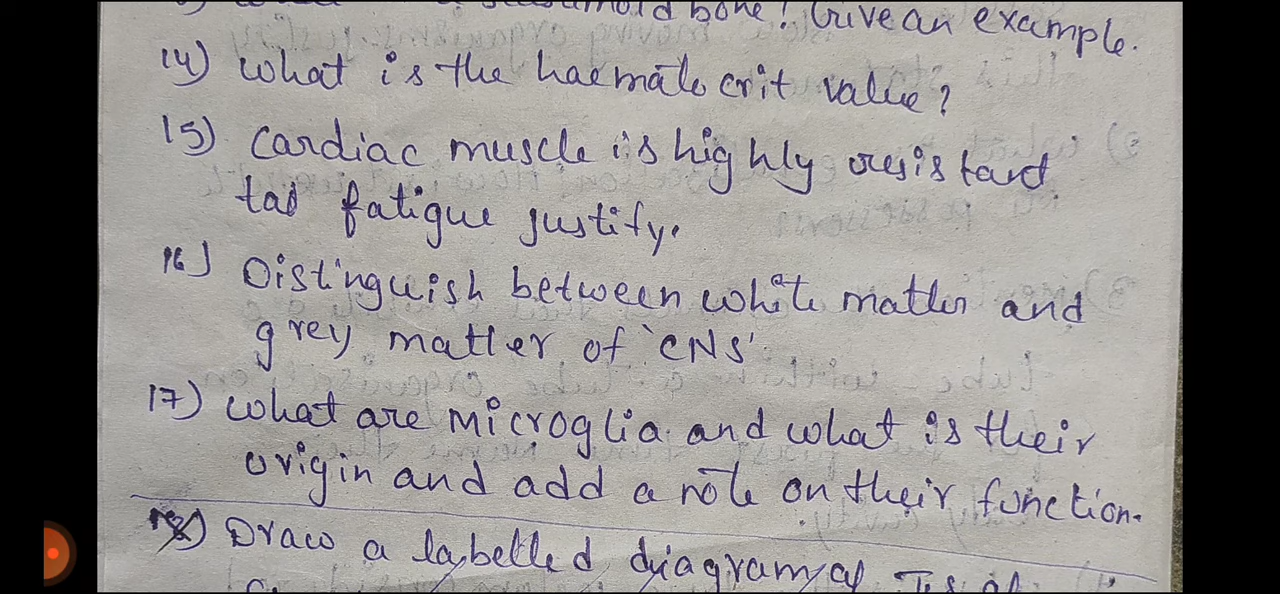 bone? Give an example.
14) What is the haematocrit value?
15) Cardiac muscle is highly resistant
to fatigue justify.
16) Distinguish between white matter and
grey matter of 'CNS'
17) What are Microglia and what is their
origin and add a note on their function.
18) Draw a labelled diagram of T.S of